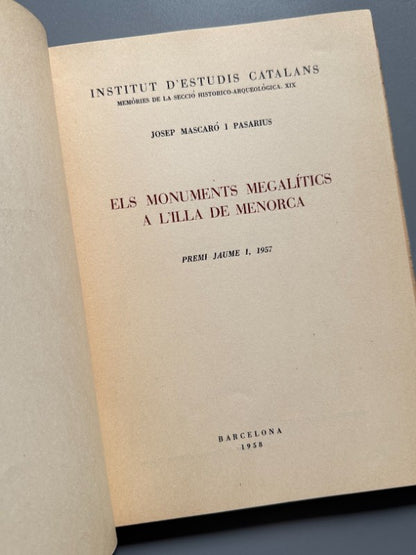 INSTITUT D'ESTUDIS CATALANS
MEMÒRIES DE LA SECCIÓ HISTORICO-ARQUEOLÒGICA. XIX
JOSEP MASCARÓ I PASARIUS
ELS MONUMENTS MEGALÍTICS
A L'ILLA DE MENORCA
PREMI JAUME I, 1957
BARCELONA
1958